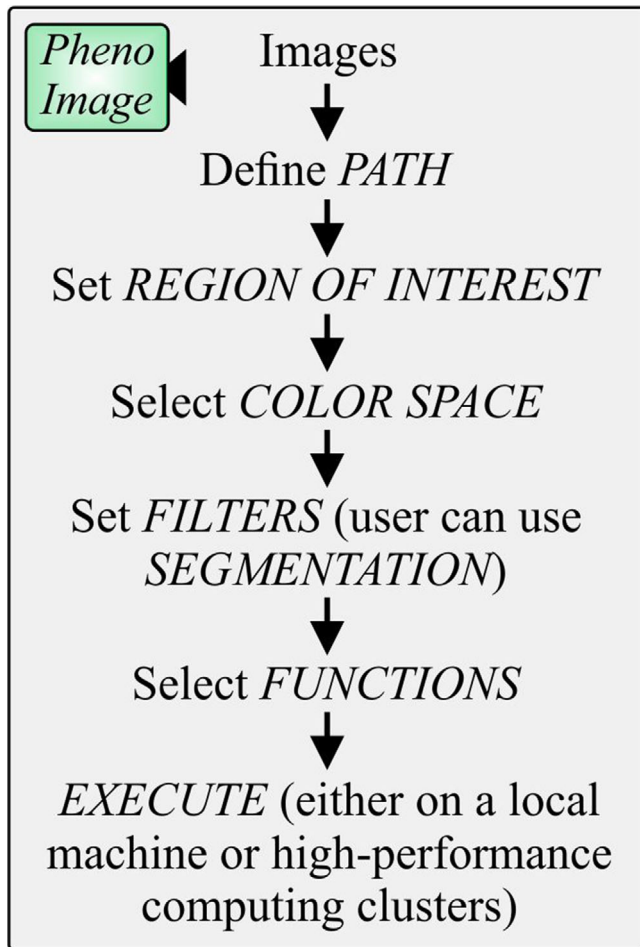 Pheno
Image
Images
Define PATH
Set REGION OF INTEREST
Select COLOR SPACE
Set FILTERS (user can use
SEGMENTATION)
Select FUNCTIONS
EXECUTE (either on a local
machine or high-performance
computing clusters)